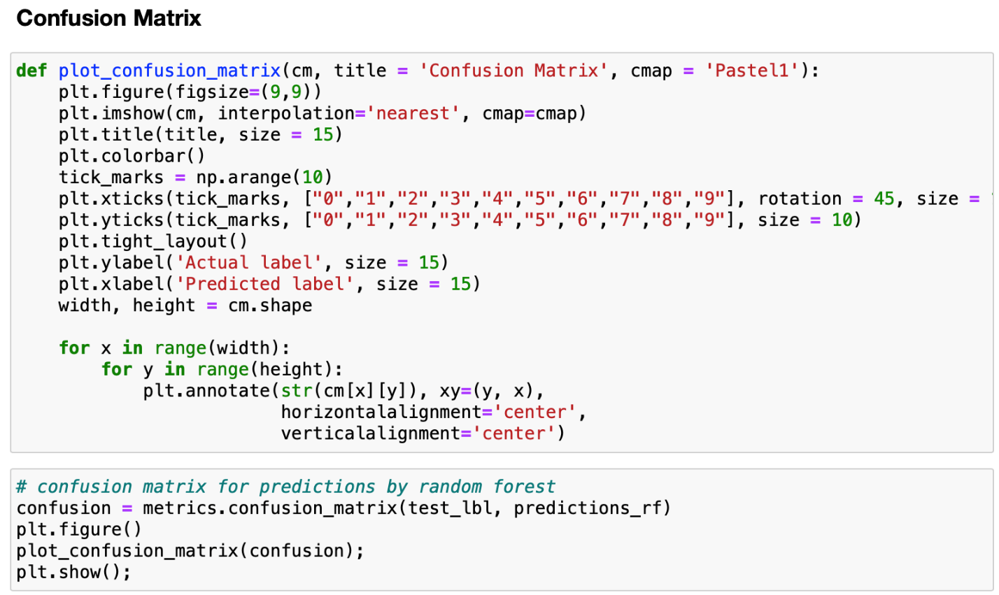 Confusion Matrix
def plot_confusion_matrix(cm, title = 'Confusion Matrix', cmap = 'Pastel1'):
    plt.figure(figsize=(9,9))
    plt.imshow(cm, interpolation='nearest', cmap=cmap)
    plt.title(title, size = 15)
    plt.colorbar()
    tick_marks = np.arange(10)
    plt.xticks(tick_marks, ["0","1","2","3","4","5","6","7","8","9"], rotation = 45, size =
    plt.yticks(tick_marks, ["0","1","2","3","4","5","6","7","8","9"], size = 10)
    plt.tight_layout()
    plt.ylabel('Actual label', size = 15)
    plt.xlabel('Predicted label', size = 15)
    width, height = cm.shape
    for x in range(width):
        for y in range(height):
            plt.annotate(str(cm[x][y]), xy=(y, x),
                         horizontalalignment='center',
                         verticalalignment='center')
# confusion matrix for predictions by random forest
confusion = metrics.confusion_matrix(test_lbl, predictions_rf)
plt.figure()
plot_confusion_matrix(confusion);
plt.show();